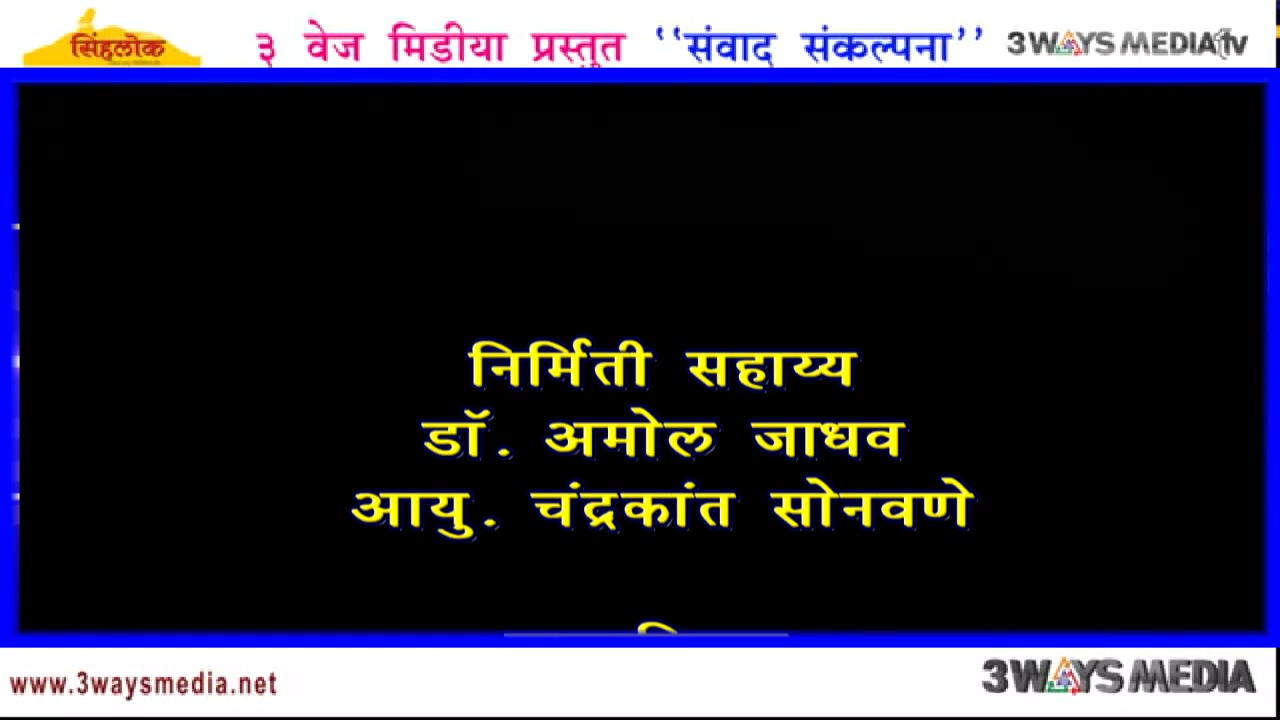 सिंहलोक
३ वेज मिडीया प्रस्तुत ‘‘संवाद संकल्पना’’
3WAYS MEDIA tv
निर्मिती सहाय्य
डॉ. अमोल जाधव
आयु. चंद्रकांत सोनवणे
www.3waysmedia.net
3WAYS MEDIA